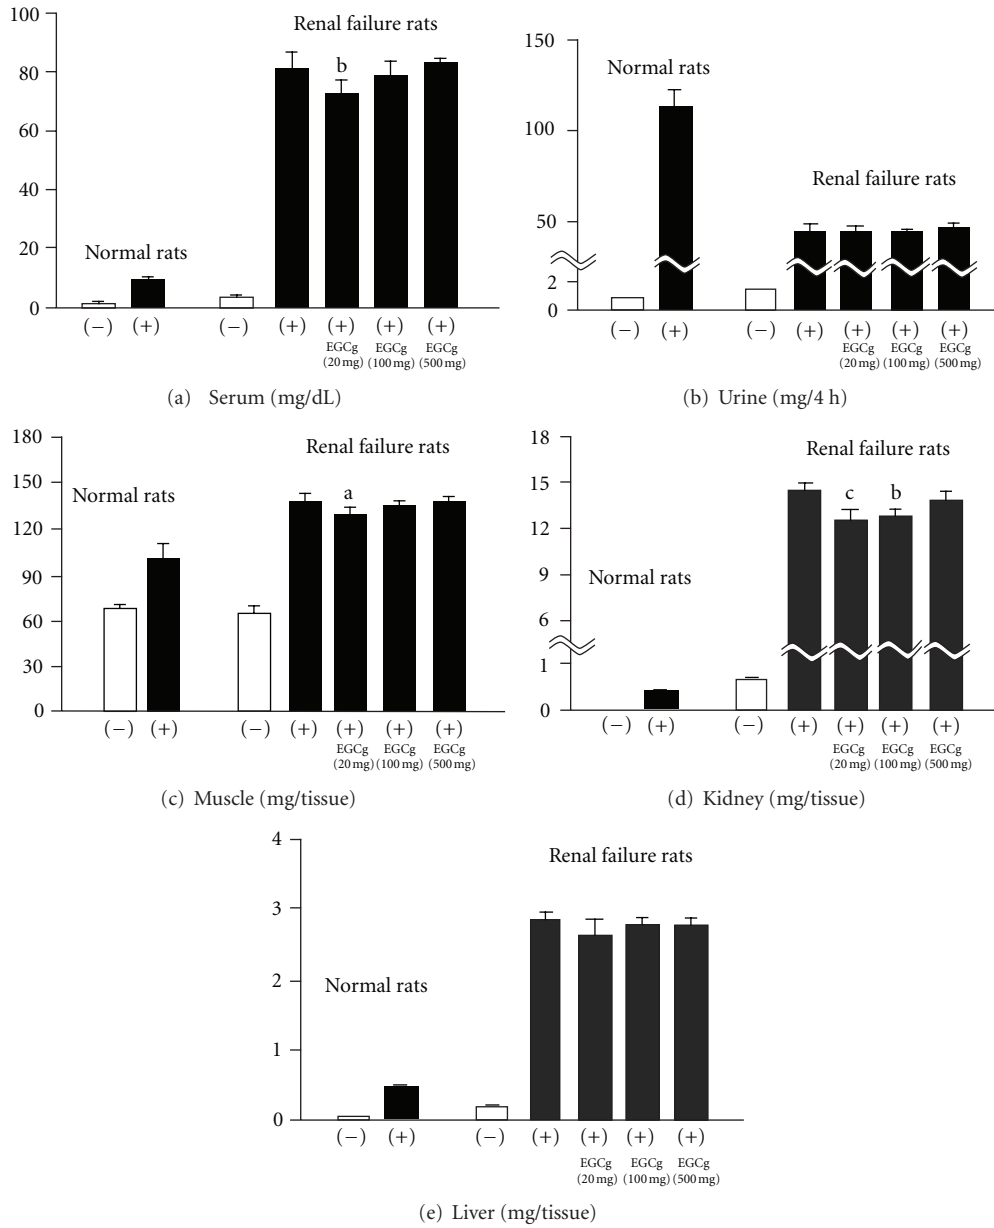 100
80
60
40
20
0
Renal failure rats
b
Normal rats
(−) (+) (−) (+) (+) (+) (+)
EGCg EGCg EGCg
(20 mg) (100 mg) (500 mg)
(a) Serum (mg/dL)
150
100
50
2
0
Normal rats
Renal failure rats
(−) (+) (−) (+) (+) (+) (+)
EGCg EGCg EGCg
(20 mg) (100 mg) (500 mg)
(b) Urine (mg/4 h)
180
150
120
90
60
30
0
Renal failure rats
Normal rats
a
(−) (+) (−) (+) (+) (+) (+)
EGCg EGCg EGCg
(20 mg) (100 mg) (500 mg)
(c) Muscle (mg/tissue)
18
15
12
9
6
1
0
Renal failure rats
c b
Normal rats
(−) (+) (−) (+) (+) (+) (+)
EGCg EGCg EGCg
(20 mg) (100 mg) (500 mg)
(d) Kidney (mg/tissue)
4
3
2
1
0
Renal failure rats
Normal rats
(−) (+) (−) (+) (+) (+) (+)
EGCg EGCg EGCg
(20 mg) (100 mg) (500 mg)
(e) Liver (mg/tissue)